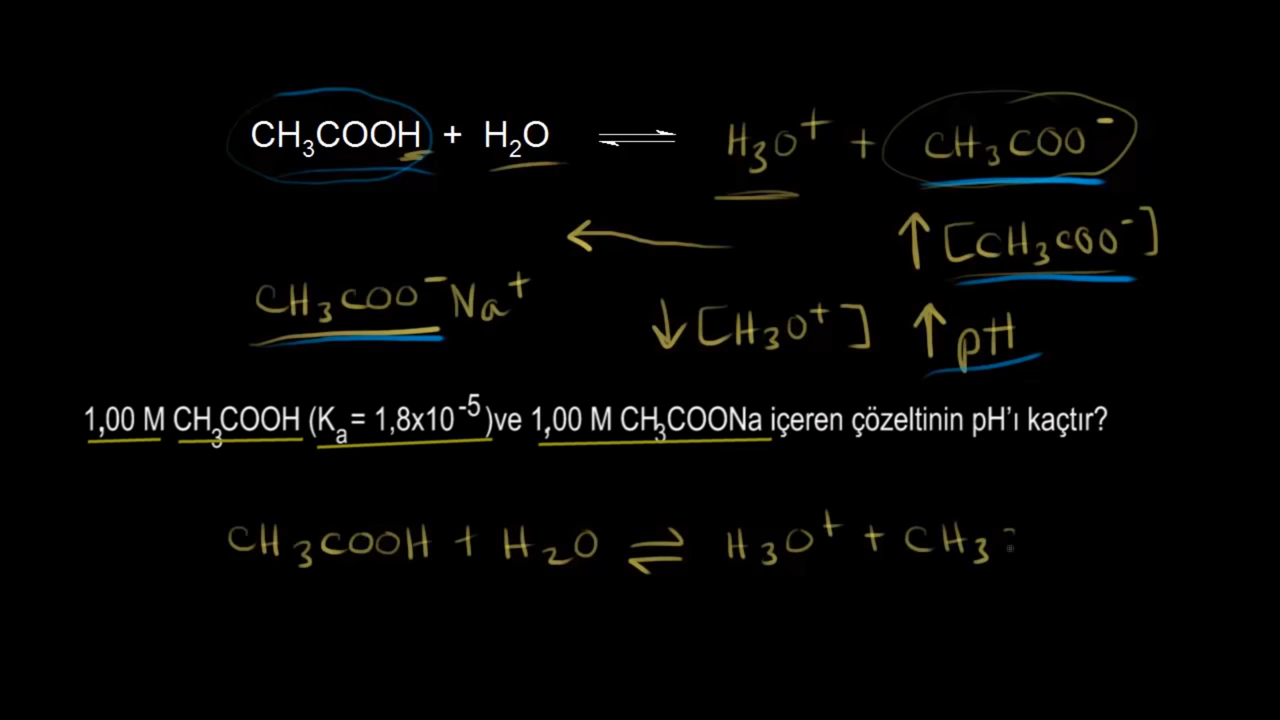 CH₃COOH + H₂O ⇌ H₃O⁺ + CH₃COO⁻
↑ [CH₃COO⁻]
CH₃COO⁻Na⁺ ↓ [H₃O⁺] ↑ pH
1,00 M CH₃COOH (Kₐ = 1,8x10⁻⁵)ve 1,00 M CH₃COONa içeren çözeltinin pH'ı kaçtır?
CH₃COOH + H₂O ⇌ H₃O⁺ + CH₃